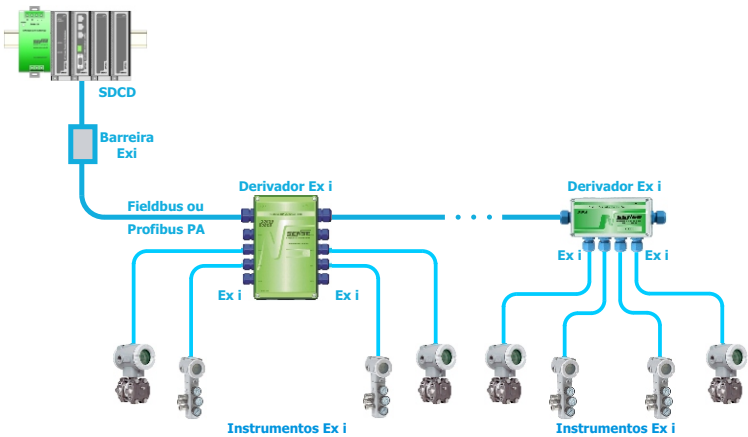 SDCD
Barreira
Exi
Derivador Ex i
Derivador Ex i
Fieldbus ou
Profibus PA
Ex i
Ex i
Ex i
Ex i
Instrumentos Ex i
Instrumentos Ex i